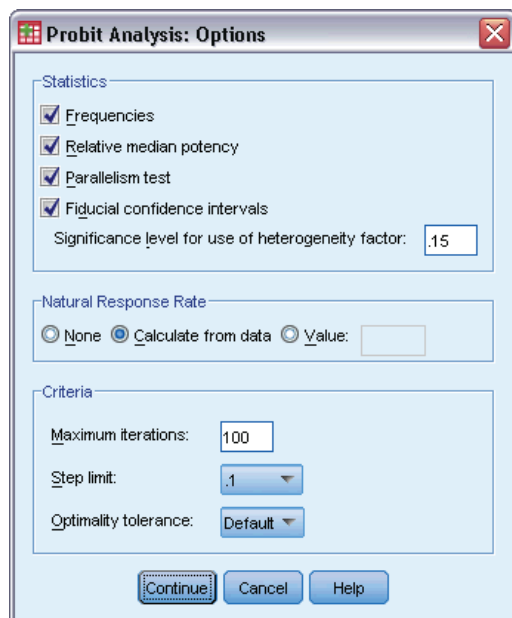 Probit Analysis: Options
Statistics
Frequencies
Relative median potency
Parallelism test
Fiducial confidence intervals
Significance level for use of heterogeneity factor: .15
Natural Response Rate
None Calculate from data Value:
Criteria
Maximum iterations: 100
Step limit: .1
Optimality tolerance: Default
Continue Cancel Help